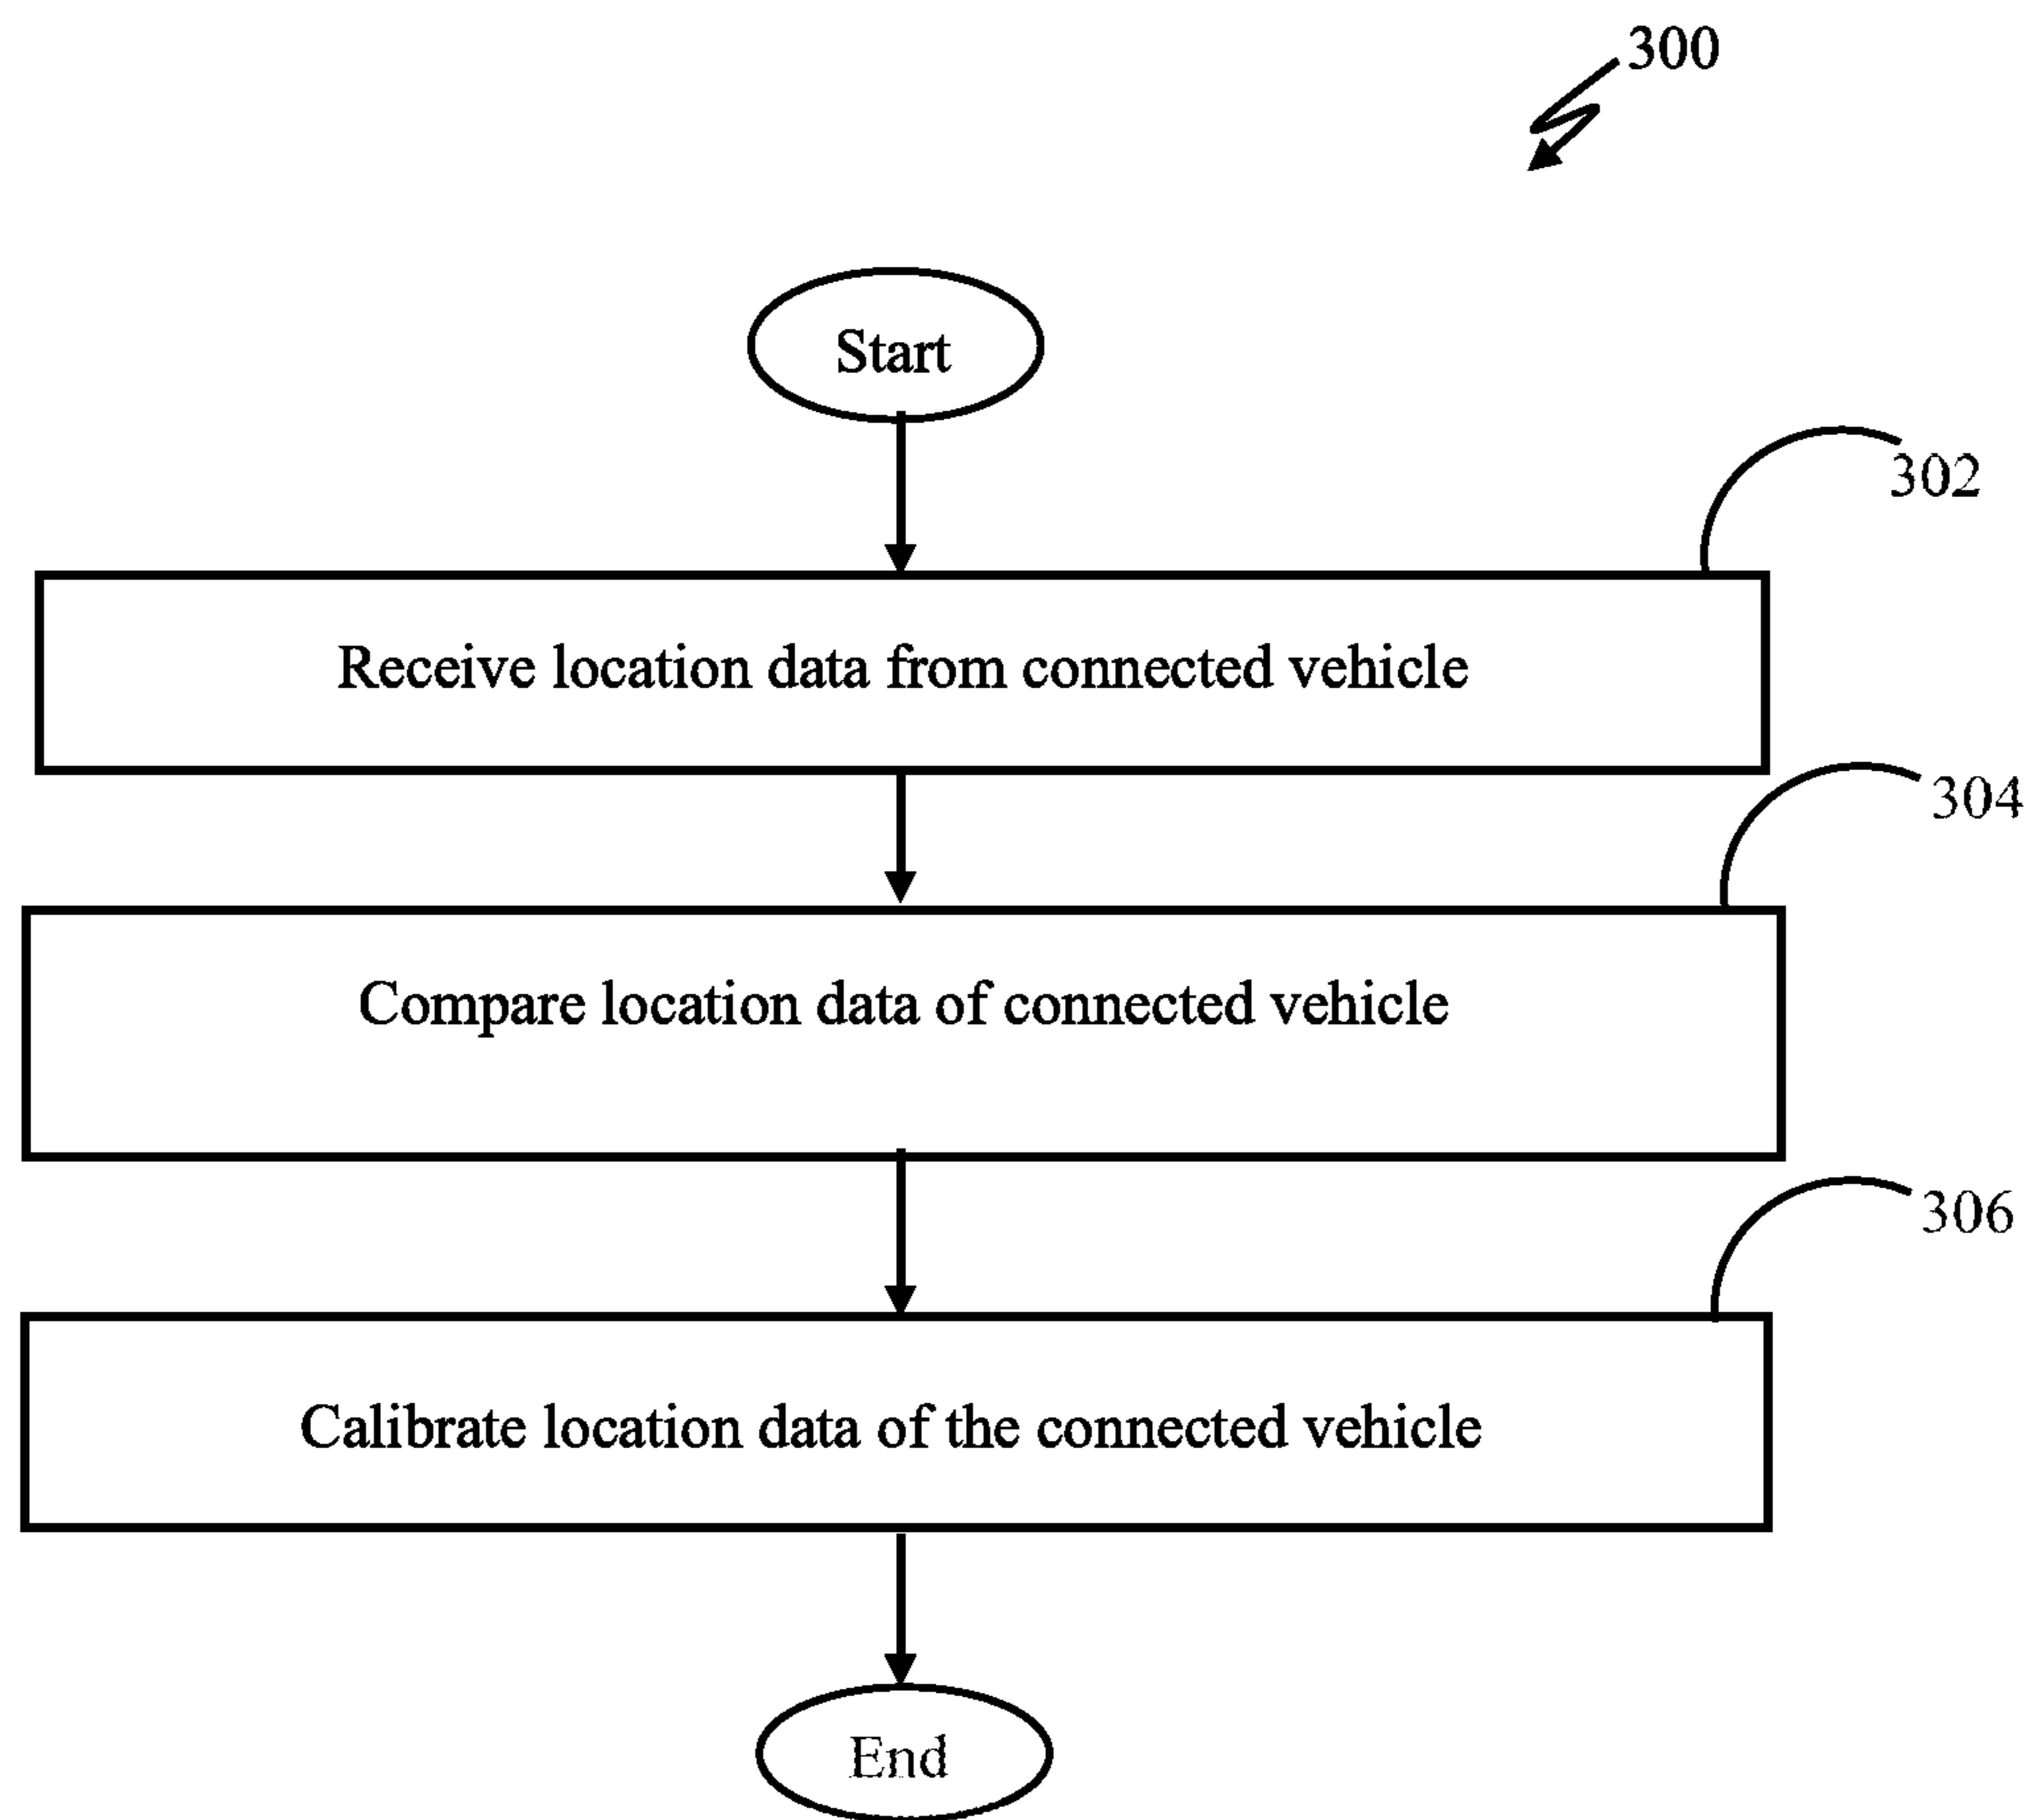 300
Start
302
Receive location data from connected vehicle
304
Compare location data of connected vehicle
306
Calibrate location data of the connected vehicle
End